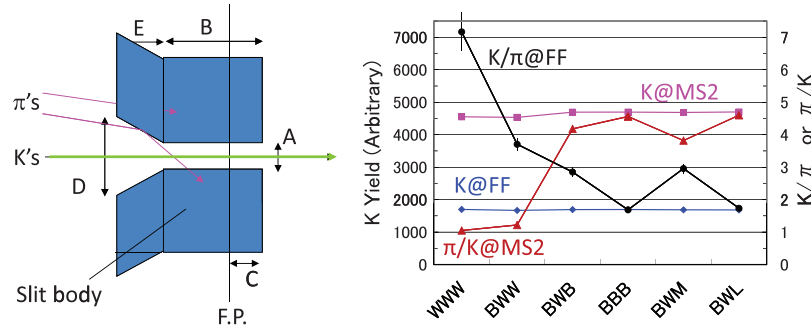 E
B
π's
K's
A
D
C
Slit body
F.P.
K Yield (Arbitrary)
7000
6000
5000
4000
3000
2000
1000
0
K/π@FF
K@MS2
K@FF
π/K@MS2
7
6
5
4
3
2
1
0
K/π or π/K
WWW
BWW
BWB
BBB
BWM
BWL